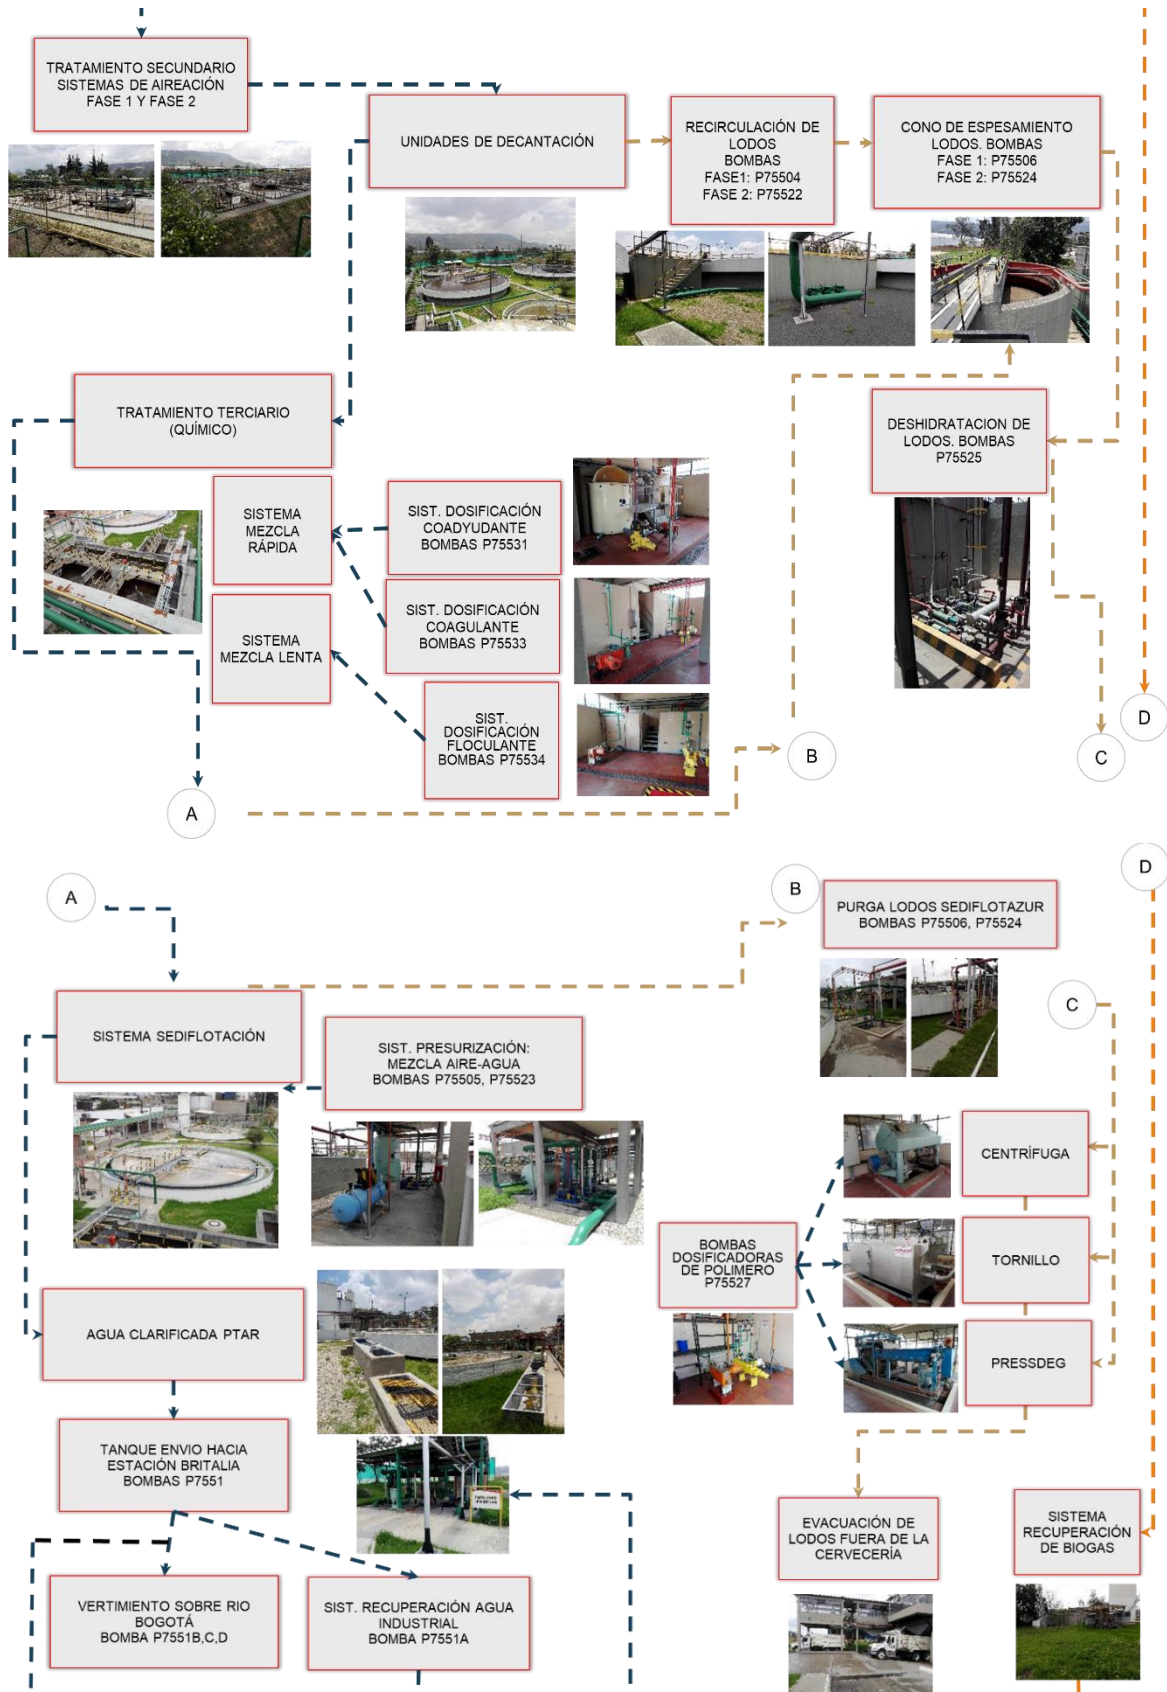 TRATAMIENTO SECUNDARIO
SISTEMAS DE AIREACIÓN
FASE 1 Y FASE 2
UNIDADES DE DECANTACIÓN
RECIRCULACIÓN DE
LODOS
BOMBAS
FASE1: P75504
FASE 2: P75522
CONO DE ESPESAMIENTO
LODOS. BOMBAS
FASE 1: P75506
FASE 2: P75524
TRATAMIENTO TERCIARIO
(QUÍMICO)
DESHIDRATACION DE
LODOS. BOMBAS
P75525
SISTEMA
MEZCLA
RÁPIDA
SIST. DOSIFICACIÓN
COADYUDANTE
BOMBAS P75531
SIST. DOSIFICACIÓN
COAGULANTE
BOMBAS P75533
SISTEMA
MEZCLA LENTA
SIST.
DOSIFICACIÓN
FLOCULANTE
BOMBAS P75534
A
B
C
D
A
B
PURGA LODOS SEDIFLOTAZUR
BOMBAS P75506, P75524
D
C
SISTEMA SEDIFLOTACIÓN
SIST. PRESURIZACIÓN:
MEZCLA AIRE-AGUA
BOMBAS P75505, P75523
CENTRÍFUGA
BOMBAS
DOSIFICADORAS
DE POLIMERO
P75527
TORNILLO
PRESSDEG
AGUA CLARIFICADA PTAR
TANQUE ENVIO HACIA
ESTACIÓN BRITALIA
BOMBAS P7551
EVACUACIÓN DE
LODOS FUERA DE LA
CERVECERÍA
SISTEMA
RECUPERACIÓN
DE BIOGAS
VERTIMIENTO SOBRE RIO
BOGOTÁ
BOMBA P7551B,C,D
SIST. RECUPERACIÓN AGUA
INDUSTRIAL
BOMBA P7551A